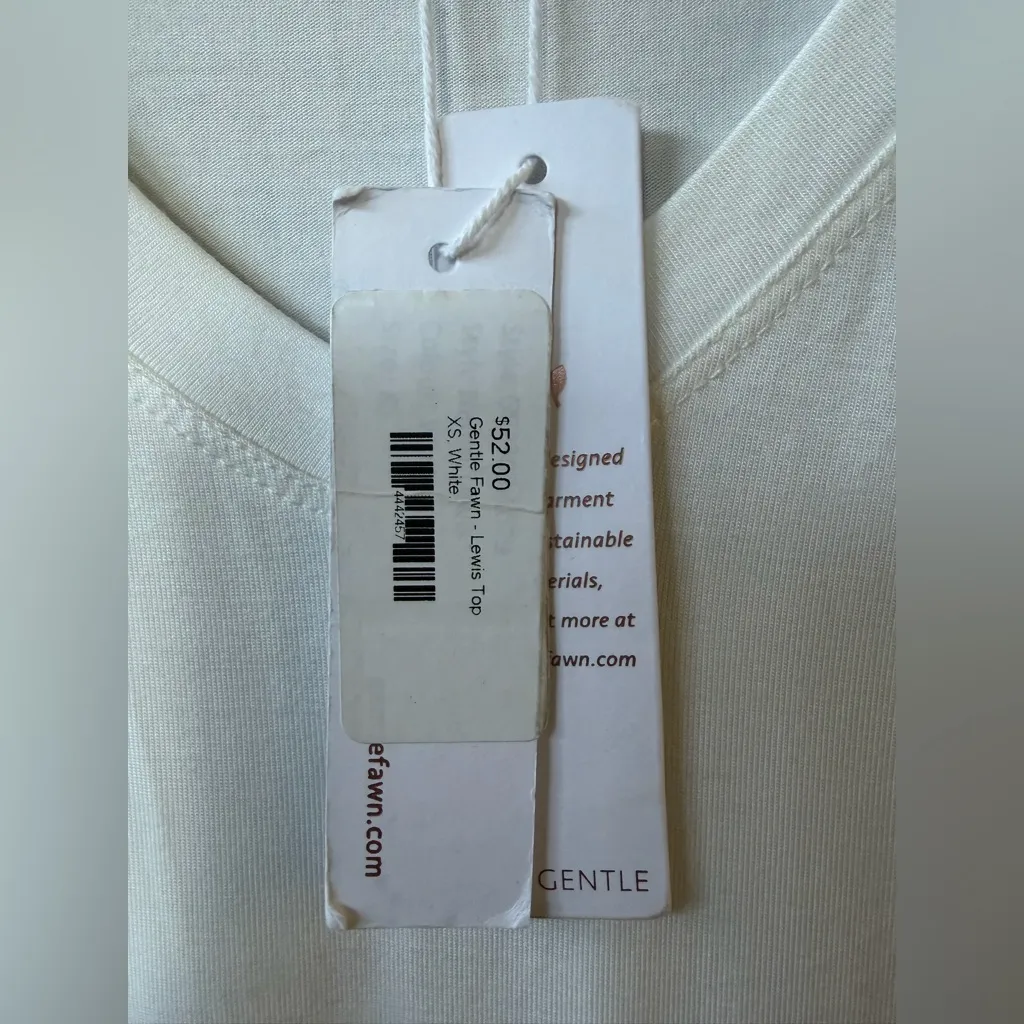 $52.00
Gentle Fawn - Lewis Top
XS, White
4442457
efawn.com
esigned
arment
stainable
erials,
t more at
fawn.com
GENTLE